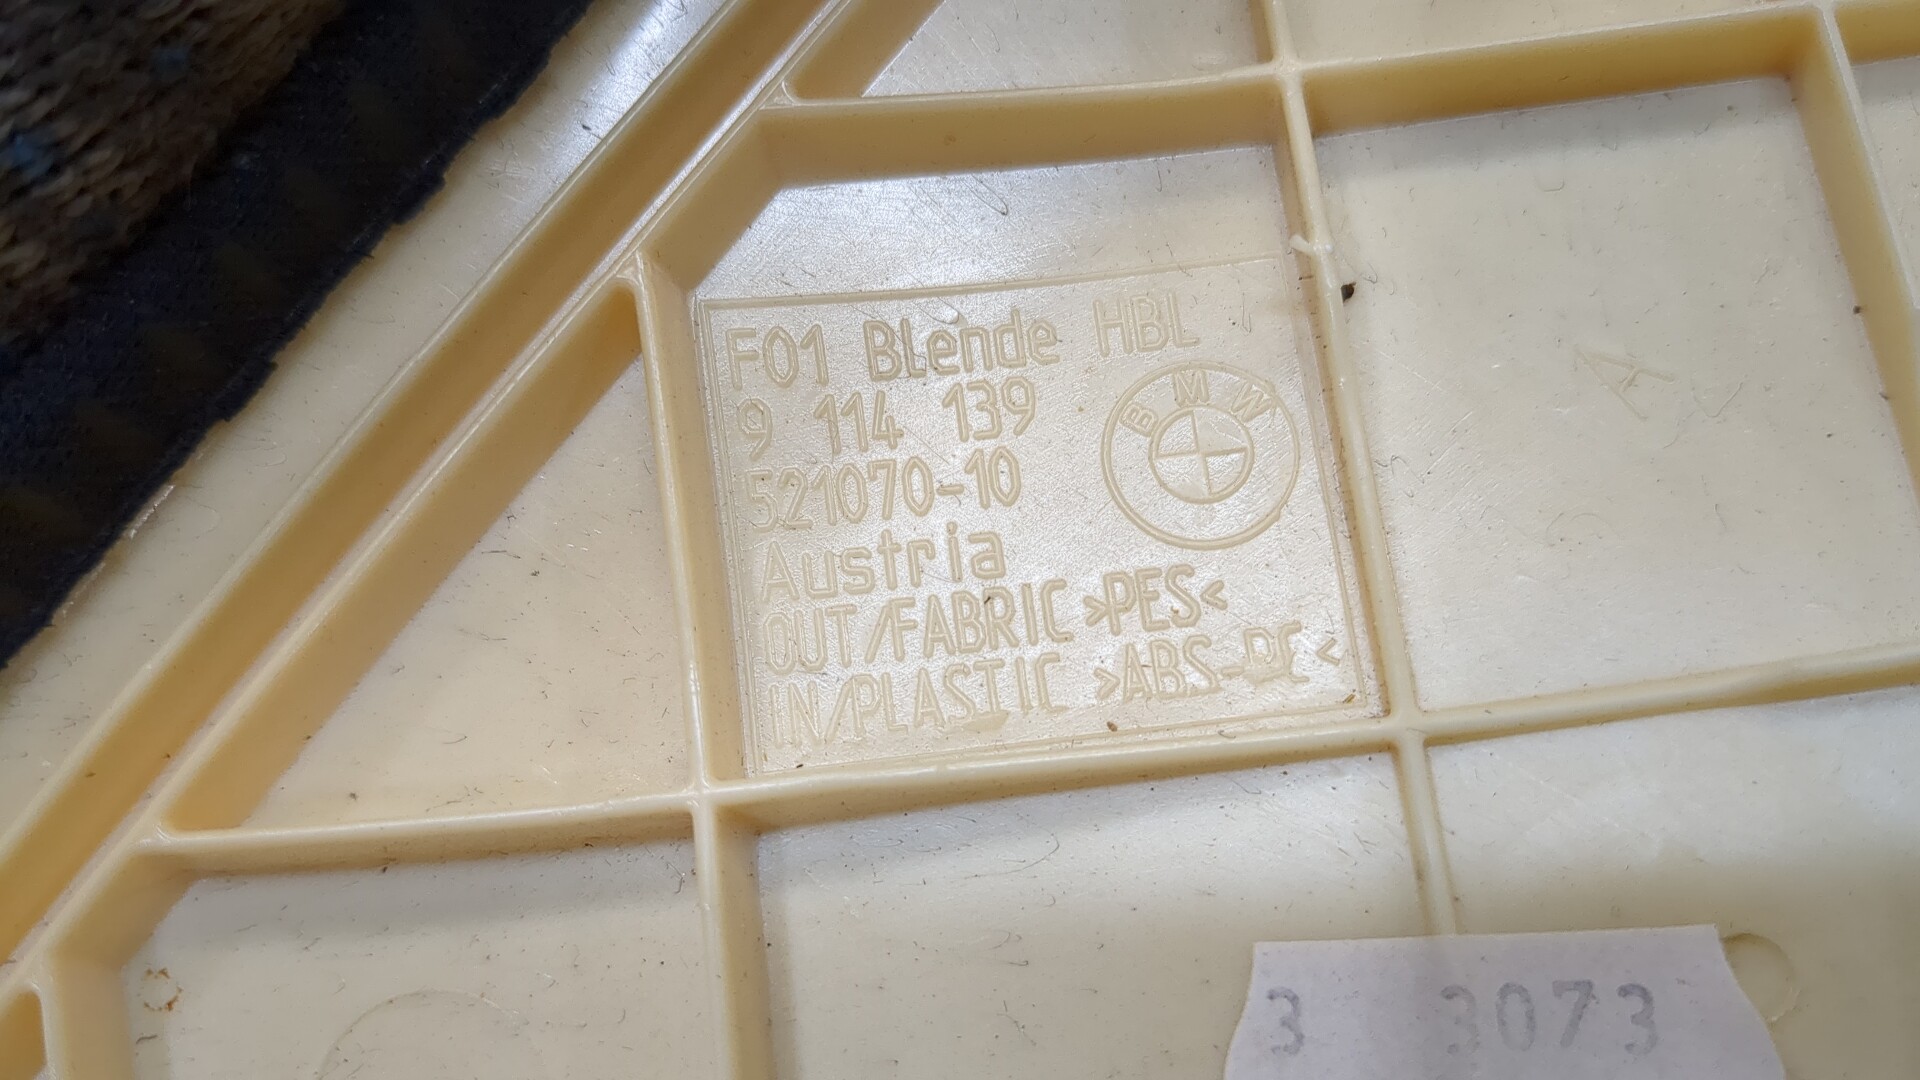 F01 Blende HBL
9 114 139
521070-10
Austria
OUT/FABRIC >PES<
IN/PLASTIC >ABS-PC<
BMW
A
3 3073